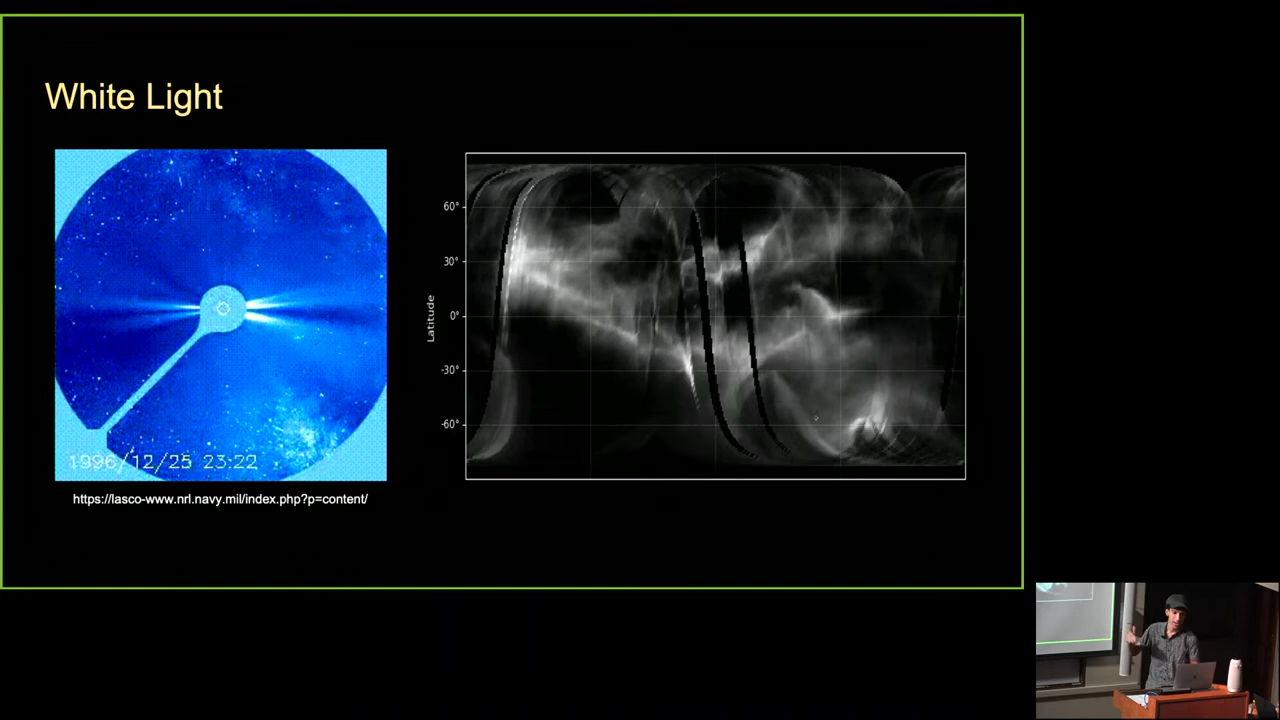 White Light
1996/12/25 23:22
https://lasco-www.nrl.navy.mil/index.php?p=content/
Latitude
60°
30°
0°
-30°
-60°